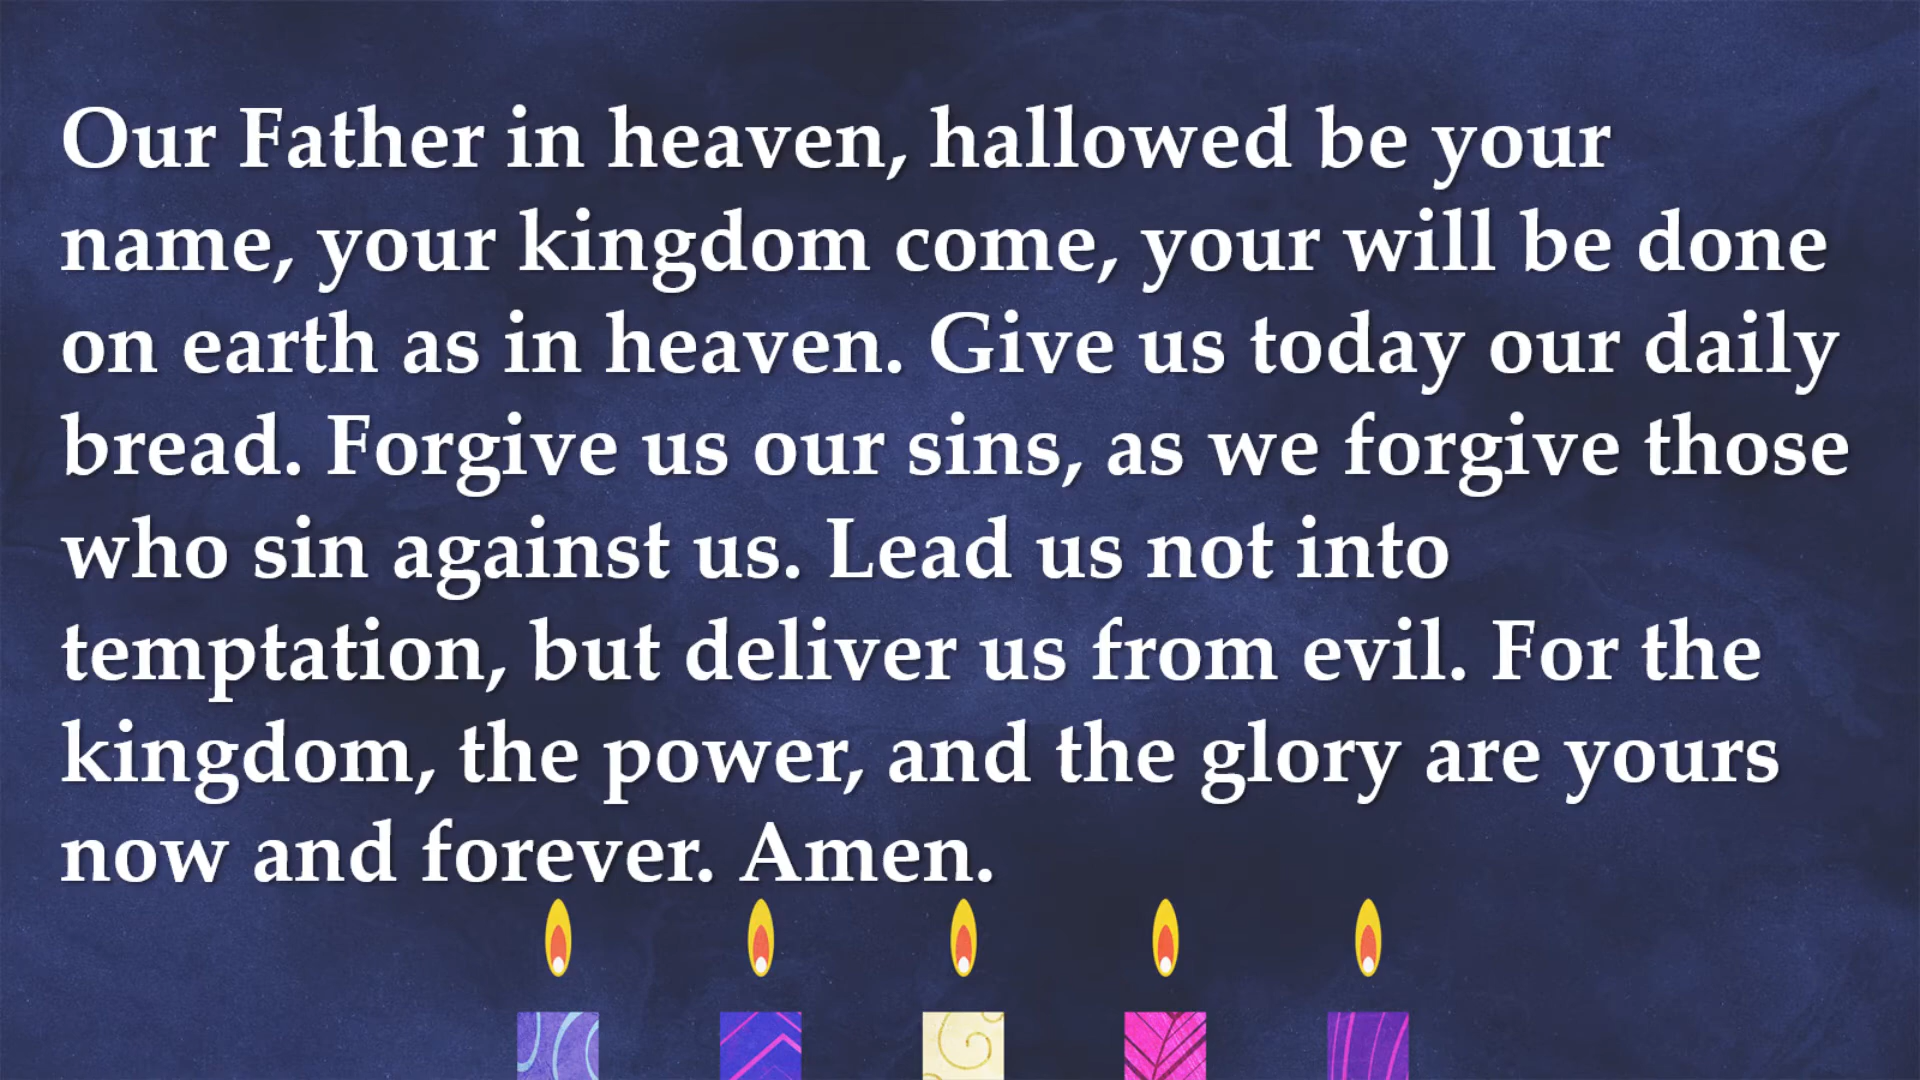 Our Father in heaven, hallowed be your
name, your kingdom come, your will be done
on earth as in heaven. Give us today our daily
bread. Forgive us our sins, as we forgive those
who sin against us. Lead us not into
temptation, but deliver us from evil. For the
kingdom, the power, and the glory are yours
now and forever. Amen.